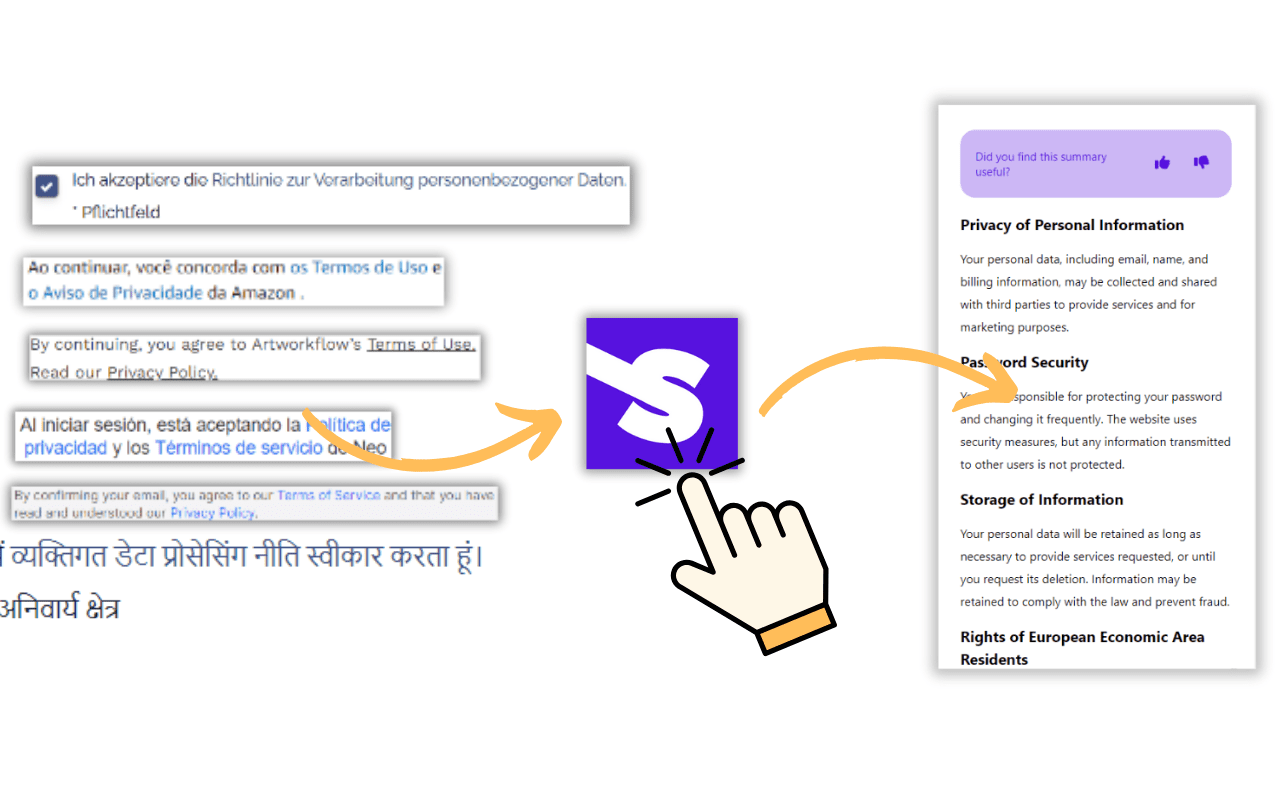 Ich akzeptiere die Richtlinie zur Verarbeitung personenbezogener Daten.
* Pflichtfeld
Ao continuar, você concorda com os Termos de Uso e
o Aviso de Privacidade da Amazon .
By continuing, you agree to Artworkflow's Terms of Use.
Read our Privacy Policy.
Al iniciar sesión, está aceptando la Política de
privacidad y los Términos de servicio de Neo
By confirming your email, you agree to our Terms of Service and that you have
read and understood our Privacy Policy.
व्यक्तिगत डेटा प्रोसेसिंग नीति स्वीकार करता हूं।
अनिवार्य क्षेत्र
S
Did you find this summary
useful?
Privacy of Personal Information
Your personal data, including email, name, and
billing information, may be collected and shared
with third parties to provide services and for
marketing purposes.
Password Security
responsible for protecting your password
and changing it frequently. The website uses
security measures, but any information transmitted
to other users is not protected.
Storage of Information
Your personal data will be retained as long as
necessary to provide services requested, or until
you request its deletion. Information may be
retained to comply with the law and prevent fraud.
Rights of European Economic Area
Residents